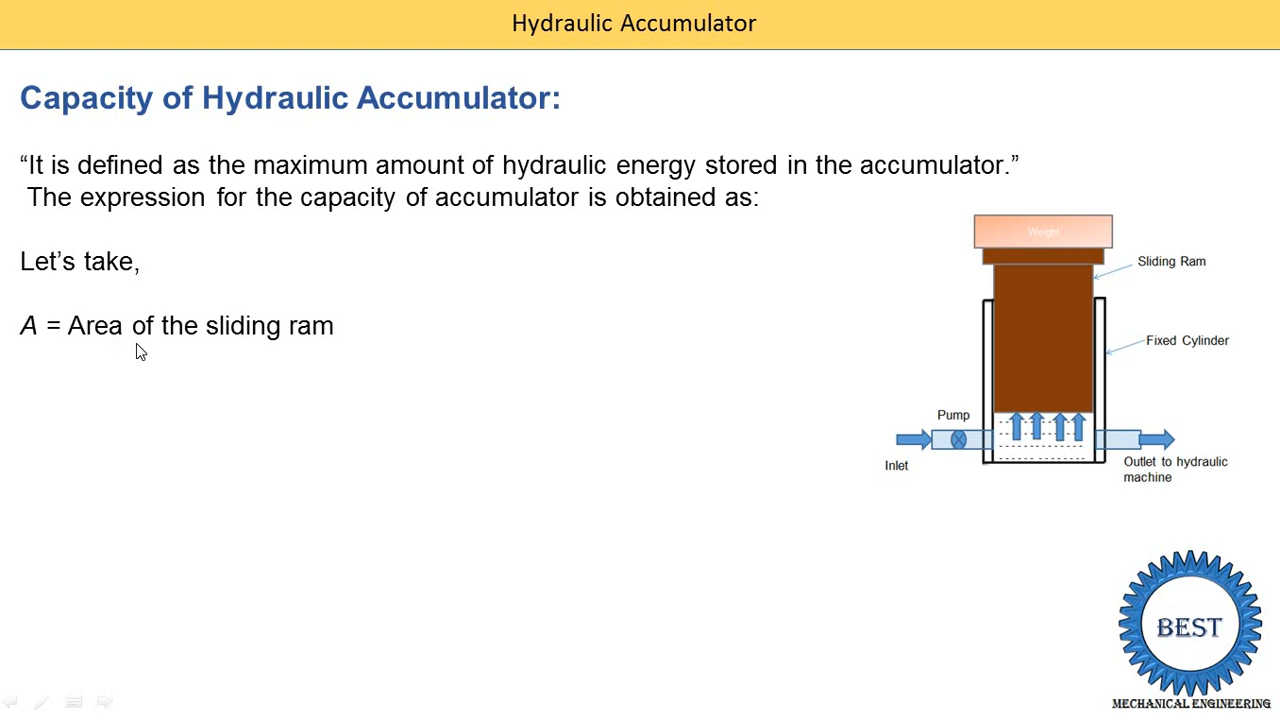 Hydraulic Accumulator
Capacity of Hydraulic Accumulator:
“It is defined as the maximum amount of hydraulic energy stored in the accumulator.”
The expression for the capacity of accumulator is obtained as:
Let’s take,
A = Area of the sliding ram
Weight
Sliding Ram
Fixed Cylinder
Pump
Inlet
Outlet to hydraulic
machine
BEST
MECHANICAL ENGINEERING